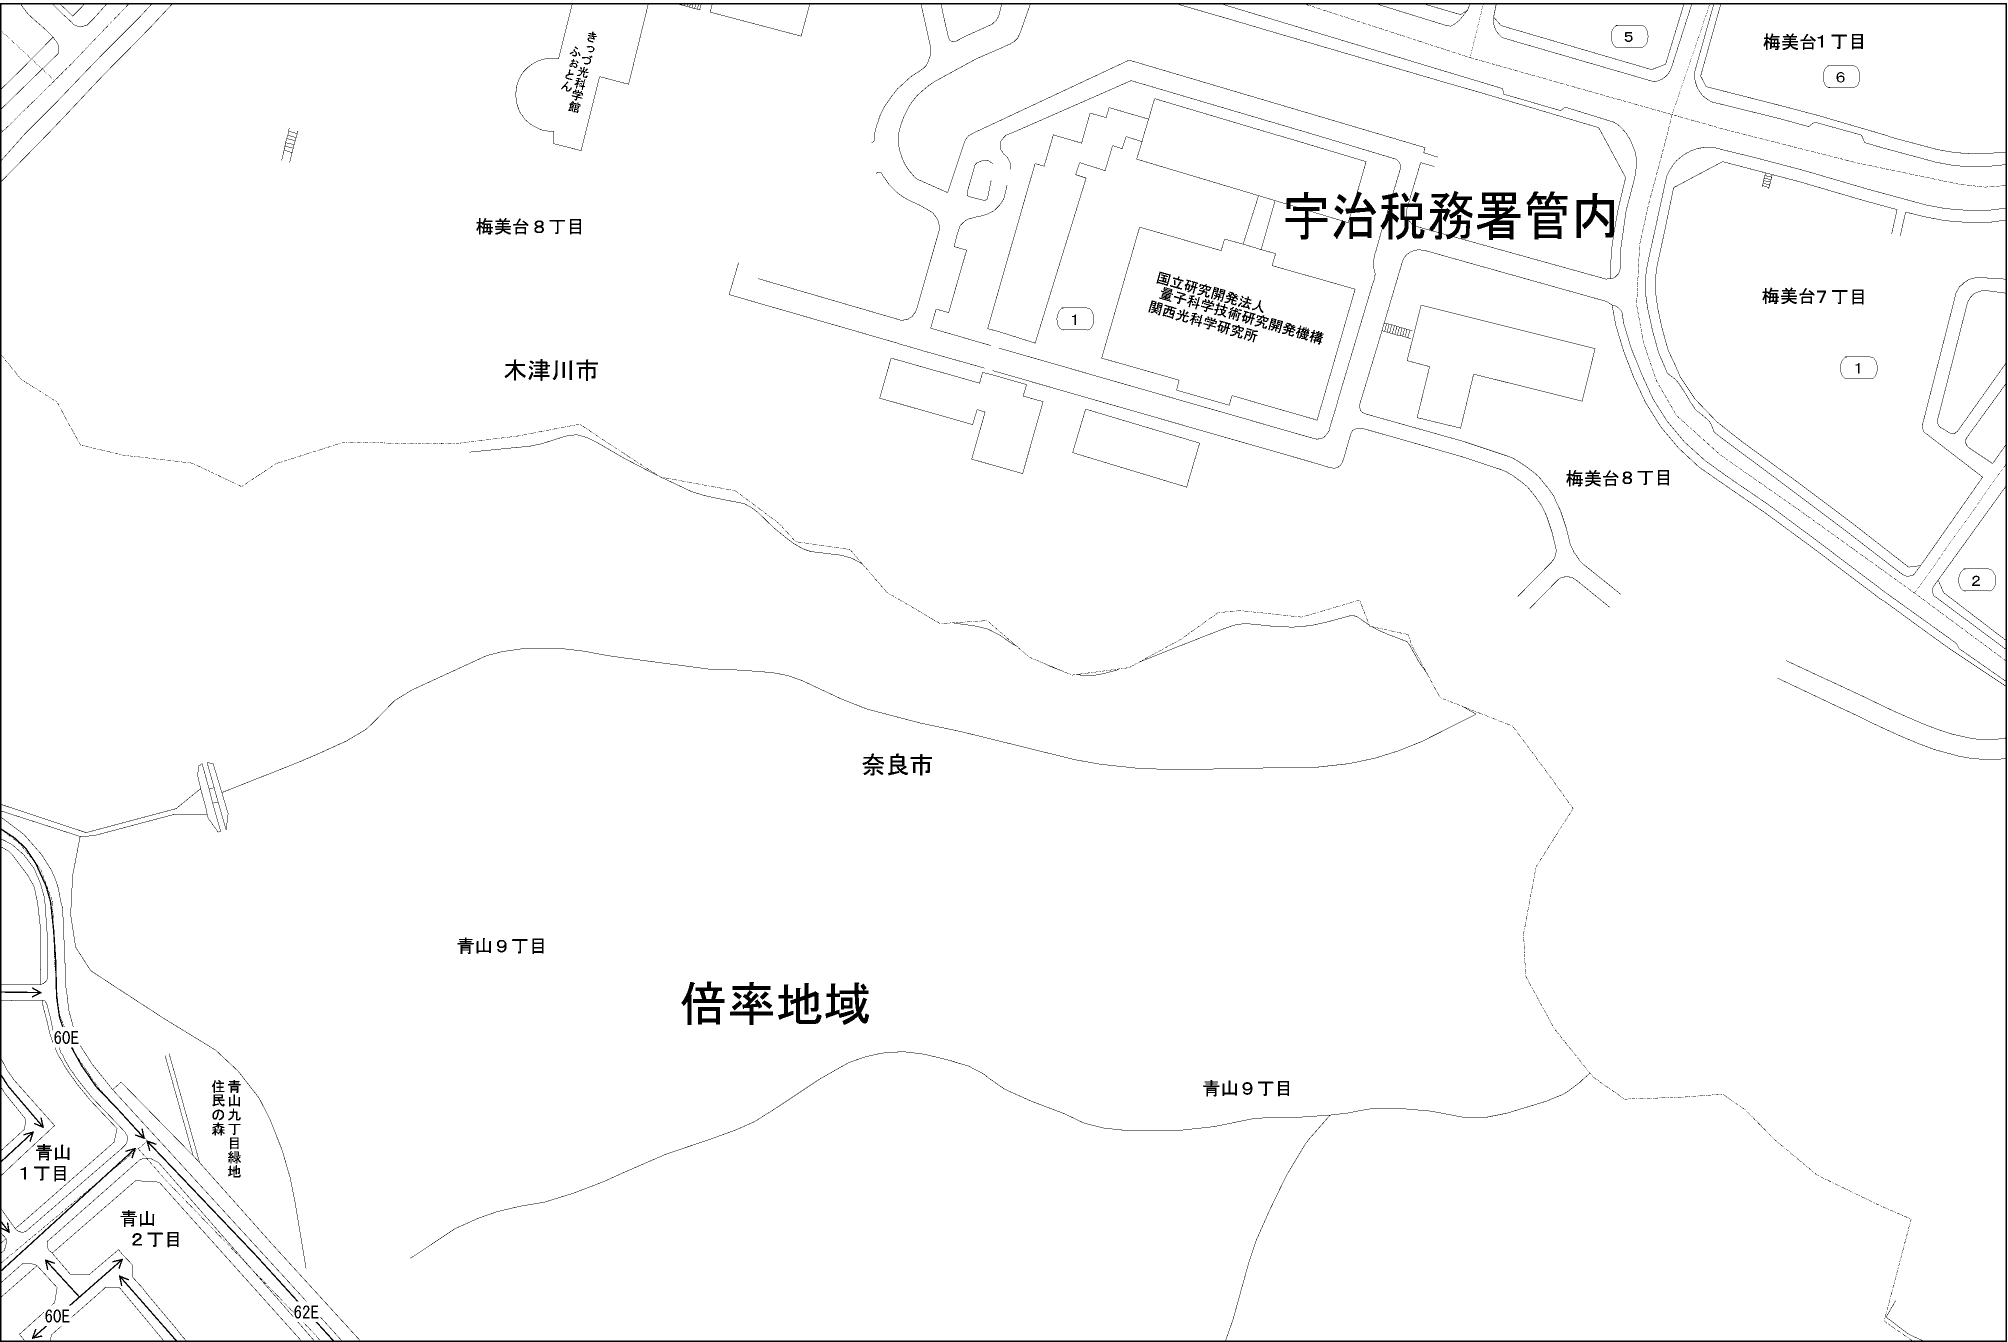 きっづ光科学館
ふぉとん
5
梅美台1丁目
6
梅美台8丁目
宇治税務署管内
国立研究開発法人
量子科学技術研究開発機構
関西光科学研究所
1
梅美台7丁目
1
木津川市
梅美台8丁目
2
奈良市
青山9丁目
倍率地域
60E
青山9丁目
青山九丁目緑地
住民の森
青山
1丁目
青山
2丁目
60E
62E